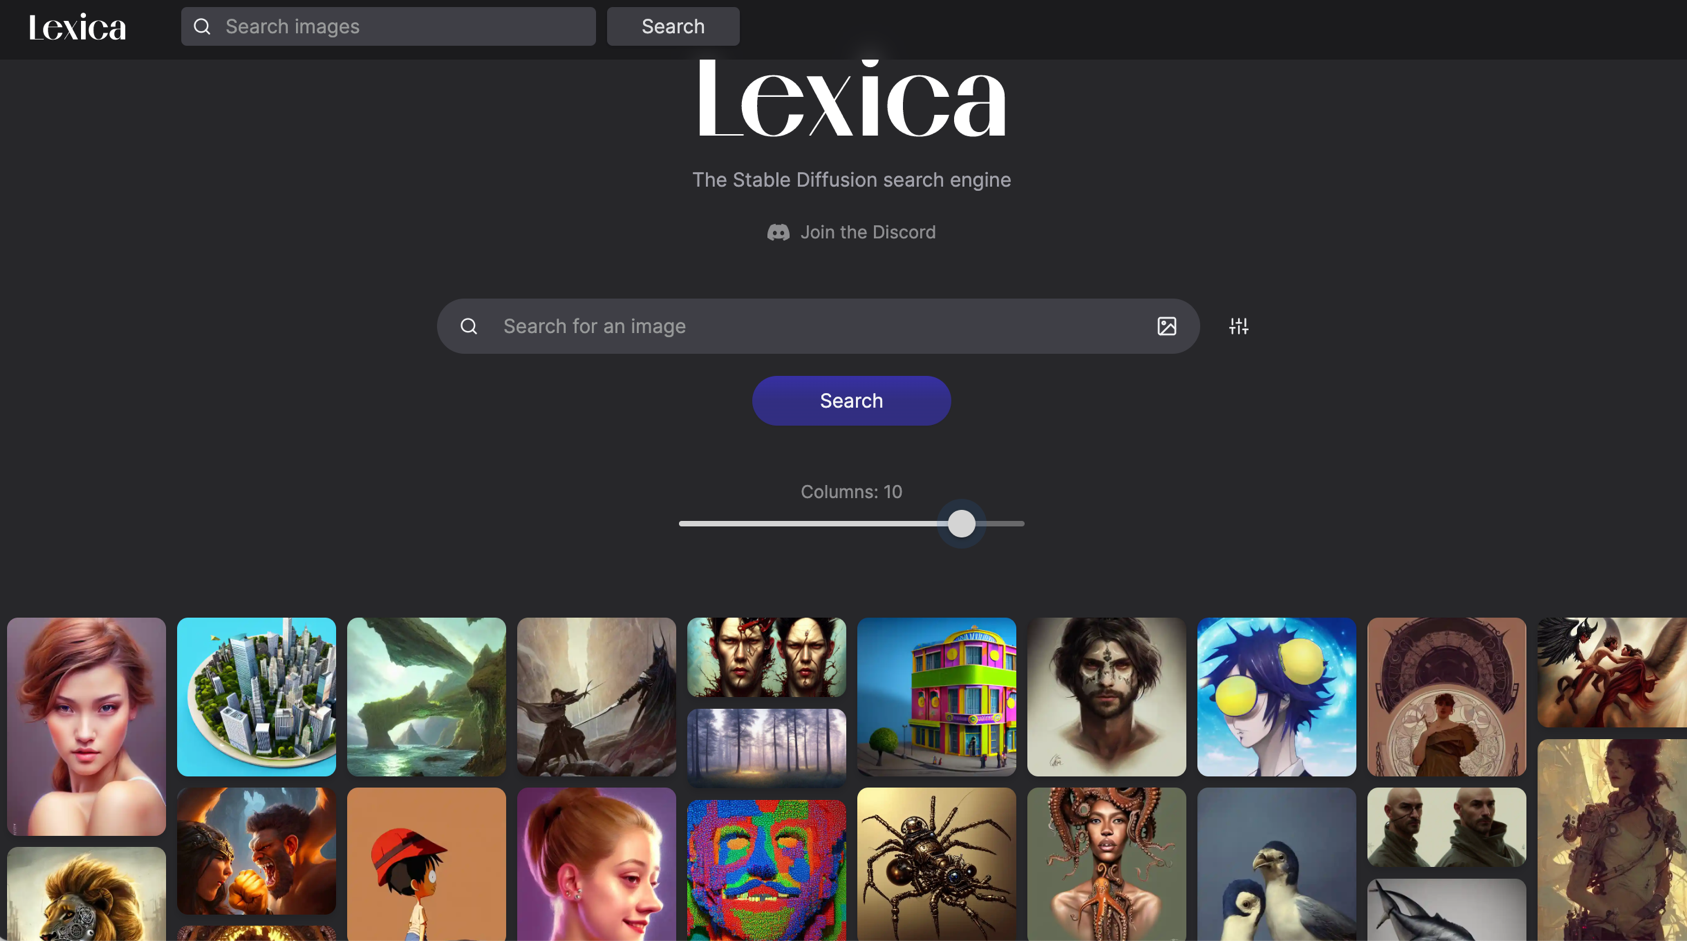 Lexica
Search images
Search
Lexica
The Stable Diffusion search engine
Join the Discord
Search for an image
Search
Columns: 10